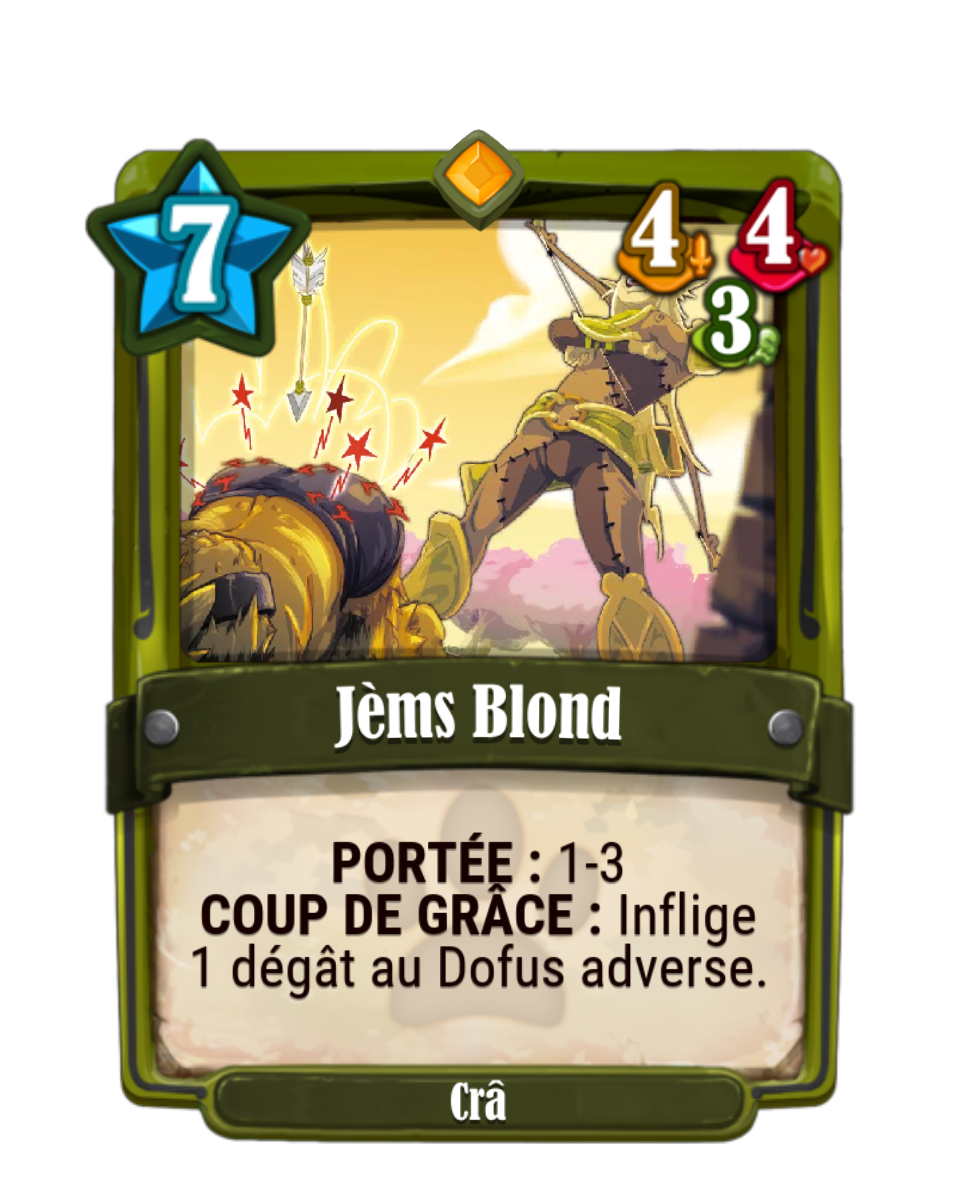 7
4
4
3
Jèms Blond
PORTÉE : 1-3
COUP DE GRÂCE : Inflige
1 dégât au Dofus adverse.
Crâ